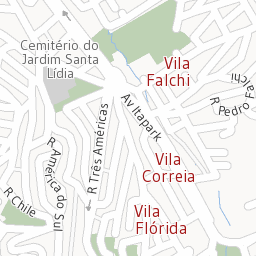 Cemitério do
Jardim Santa
Lídia
Vila
Falchi
Av Itapark
R Pedro Falchi
R Três Américas
R América do Sul
R Chile
Vila
Correia
Vila
Flórida